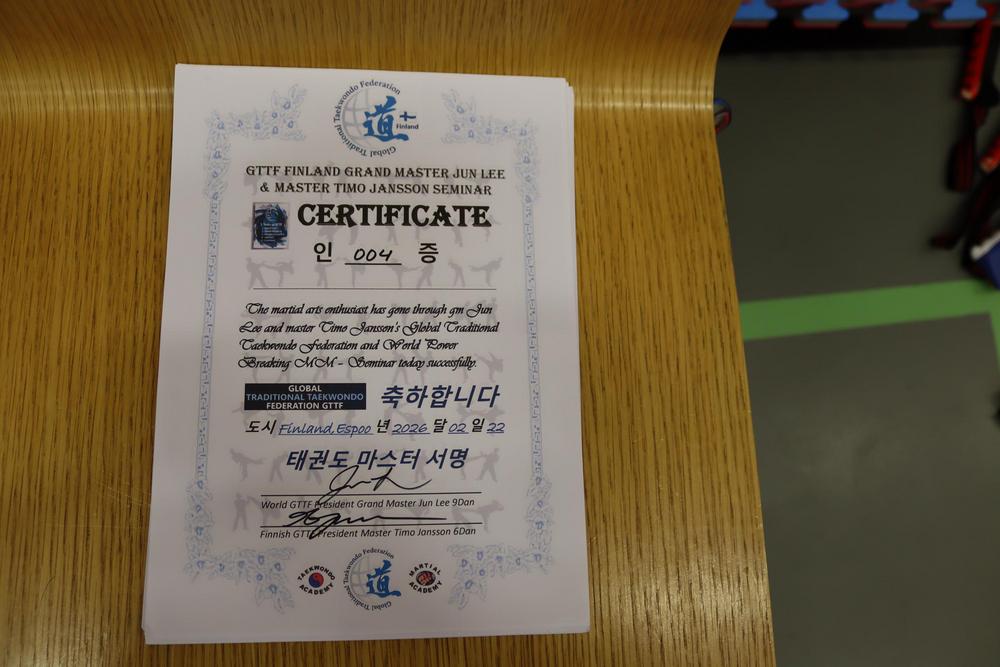 Global Traditional Taekwondo Federation
道
Finland
GTTF FINLAND GRAND MASTER JUN LEE
& MASTER TIMO JANSSON SEMINAR
CERTIFICATE
인 004 증
The martial arts enthusiast has gone through gm Jun
Lee and master Timo Jansson's Global Traditional
Taekwondo Federation and World Power
Breaking MM - Seminar today successfully.
GLOBAL
TRADITIONAL TAEKWONDO
FEDERATION GTTF
축하합니다
도시 Finland, Espoo 년 2026 달 02 일 22
태권도 마스터 서명
World GTTF President Grand Master Jun Lee 9Dan
Finnish GTTF President Master Timo Jansson 6Dan
TAEKWONDO ACADEMY
Global Traditional Taekwondo Federation
道
MARTIAL ACADEMY